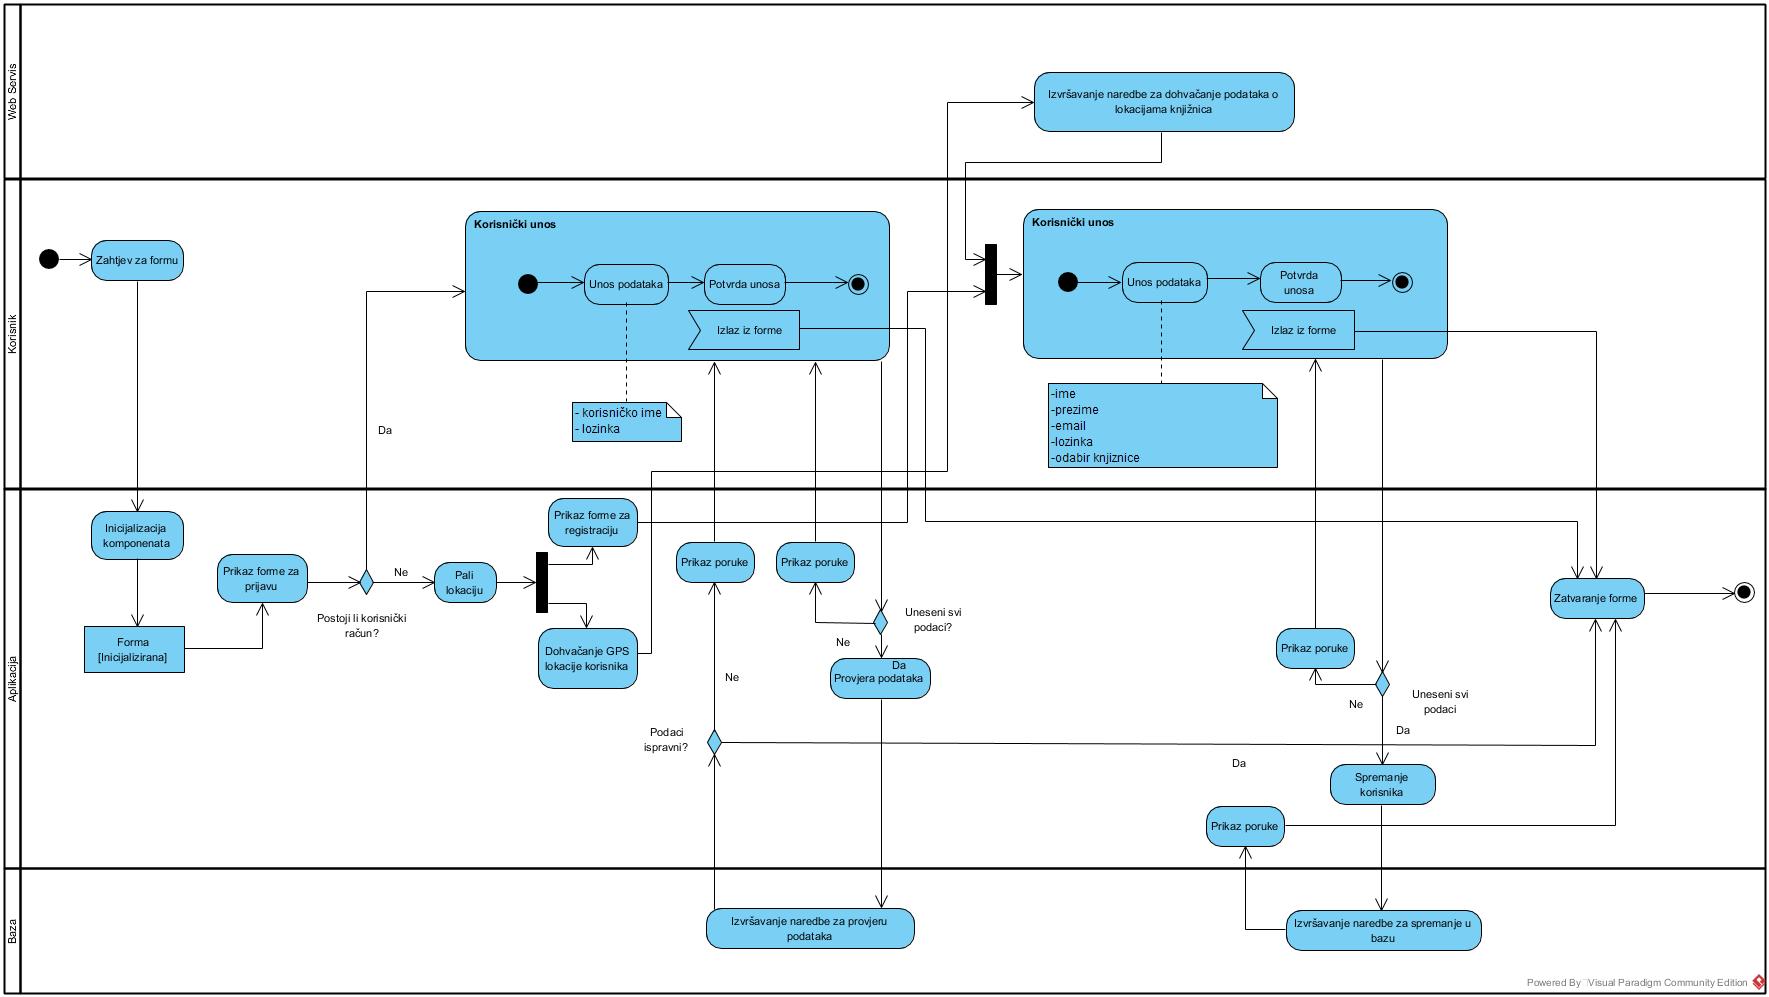 Web Servis
Izvršavanje naredbe za dohvačanje podataka o
lokacijama knjižnica
Korisnik
Zahtjev za formu
Korisnički unos
Unos podataka
Potvrda unosa
Izlaz iz forme
- korisničko ime
- lozinka
Korisnički unos
Unos podataka
Potvrda
unosa
Izlaz iz forme
-ime
-prezime
-email
-lozinka
-odabir knjiznice
Da
Aplikacija
Inicijalizacija
komponenata
Forma
[Inicijalizirana]
Prikaz forme za
prijavu
Postoji li korisnički
račun?
Ne
Pali
lokaciju
Prikaz forme za
registraciju
Dohvačanje GPS
lokacije korisnika
Prikaz poruke
Prikaz poruke
Uneseni svi
podaci?
Ne
Da
Provjera podataka
Ne
Podaci
ispravni?
Da
Prikaz poruke
Uneseni svi
podaci
Ne
Da
Spremanje
korisnika
Prikaz poruke
Zatvaranje forme
Baza
Izvršavanje naredbe za provjeru
podataka
Izvršavanje naredbe za spremanje u
bazu
Powered By Visual Paradigm Community Edition